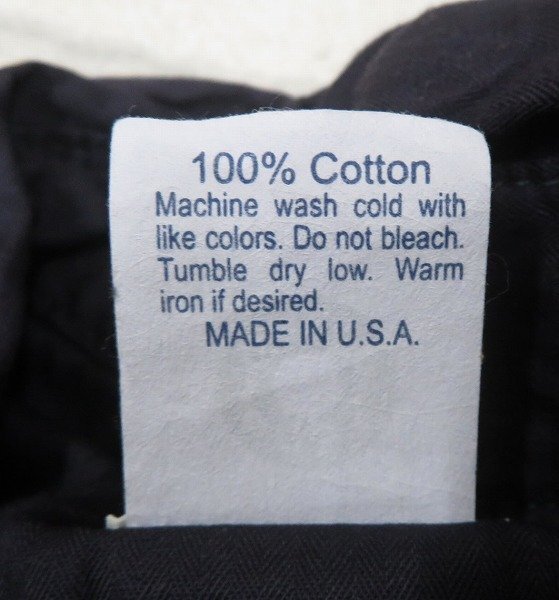 100% Cotton
Machine wash cold with
like colors. Do not bleach.
Tumble dry low. Warm
iron if desired.
MADE IN U.S.A.